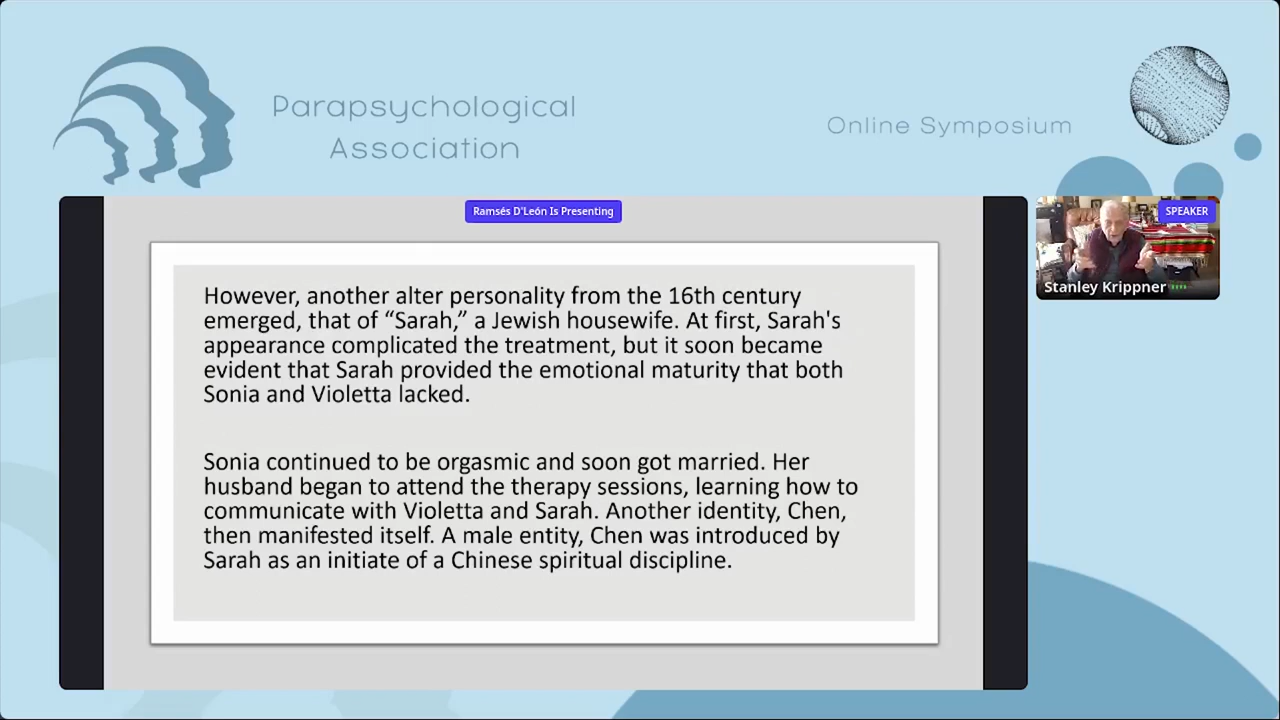 Parapsychological
Association
Online Symposium
Ramsés D'León Is Presenting
SPEAKER
Stanley Krippner
However, another alter personality from the 16th century
emerged, that of “Sarah,” a Jewish housewife. At first, Sarah's
appearance complicated the treatment, but it soon became
evident that Sarah provided the emotional maturity that both
Sonia and Violetta lacked.
Sonia continued to be orgasmic and soon got married. Her
husband began to attend the therapy sessions, learning how to
communicate with Violetta and Sarah. Another identity, Chen,
then manifested itself. A male entity, Chen was introduced by
Sarah as an initiate of a Chinese spiritual discipline.